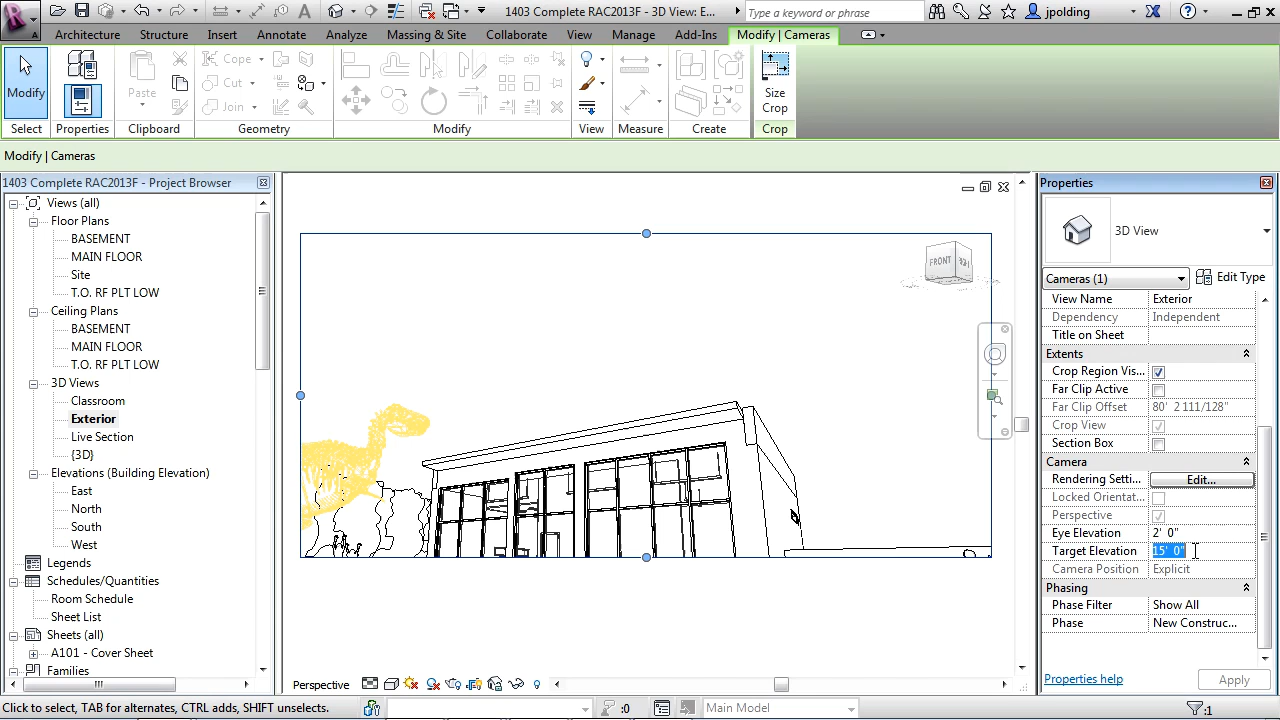 1403 Complete RAC2013F - 3D View: E...
Type a keyword or phrase
jpolding
Architecture
Structure
Insert
Annotate
Analyze
Massing & Site
Collaborate
View
Manage
Add-Ins
Modify | Cameras
Modify
Paste
Cope
Cut
Join
Size
Crop
Select
Properties
Clipboard
Geometry
Modify
View
Measure
Create
Crop
Modify | Cameras
1403 Complete RAC2013F - Project Browser
Views (all)
Floor Plans
BASEMENT
MAIN FLOOR
Site
T.O. RF PLT LOW
Ceiling Plans
BASEMENT
MAIN FLOOR
T.O. RF PLT LOW
3D Views
Classroom
Exterior
Live Section
{3D}
Elevations (Building Elevation)
East
North
South
West
Legends
Schedules/Quantities
Room Schedule
Sheet List
Sheets (all)
A101 - Cover Sheet
Families
FRONT
Perspective
Properties
3D View
Cameras (1)
Edit Type
View Name Exterior
Dependency Independent
Title on Sheet
Extents
Crop Region Vis...
Far Clip Active
Far Clip Offset 80' 2 111/128"
Crop View
Section Box
Camera
Rendering Setti... Edit...
Locked Orientat...
Perspective
Eye Elevation 2' 0"
Target Elevation 15' 0"
Camera Position Explicit
Phasing
Phase Filter Show All
Phase New Construc...
Properties help
Apply
Click to select, TAB for alternates, CTRL adds, SHIFT unselects.
:0
Main Model
:1